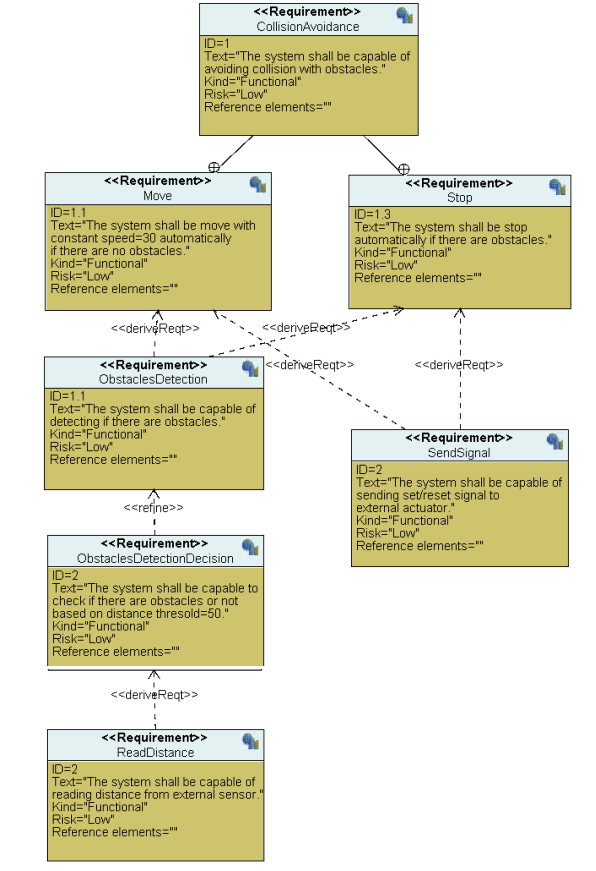 <<Requirement>>
CollisionAvoidance
ID=1
Text="The system shall be capable of
avoiding collision with obstacles."
Kind="Functional"
Risk="Low"
Reference elements=""
<<Requirement>>
Move
ID=1.1
Text="The system shall be move with
constant speed=30 automatically
if there are no obstacles."
Kind="Functional"
Risk="Low"
Reference elements=""
<<Requirement>>
Stop
ID=1.3
Text="The system shall be stop
automatically if there are obstacles."
Kind="Functional"
Risk="Low"
Reference elements=""
<<deriveReqt>>
<<deriveReqt>>
<<deriveReqt>>
<<deriveReqt>>
<<Requirement>>
ObstaclesDetection
ID=1.1
Text="The system shall be capable of
detecting if there are obstacles."
Kind="Functional"
Risk="Low"
Reference elements=""
<<Requirement>>
SendSignal
ID=2
Text="The system shall be capable of
sending set/reset signal to
external actuator."
Kind="Functional"
Risk="Low"
Reference elements=""
<<refine>>
<<Requirement>>
ObstaclesDetectionDecision
ID=2
Text="The system shall be capable to
check if there are obstacles or not
based on distance thresold=50."
Kind="Functional"
Risk="Low"
Reference elements=""
<<deriveReqt>>
<<Requirement>>
ReadDistance
ID=2
Text="The system shall be capable of
reading distance from external sensor."
Kind="Functional"
Risk="Low"
Reference elements=""